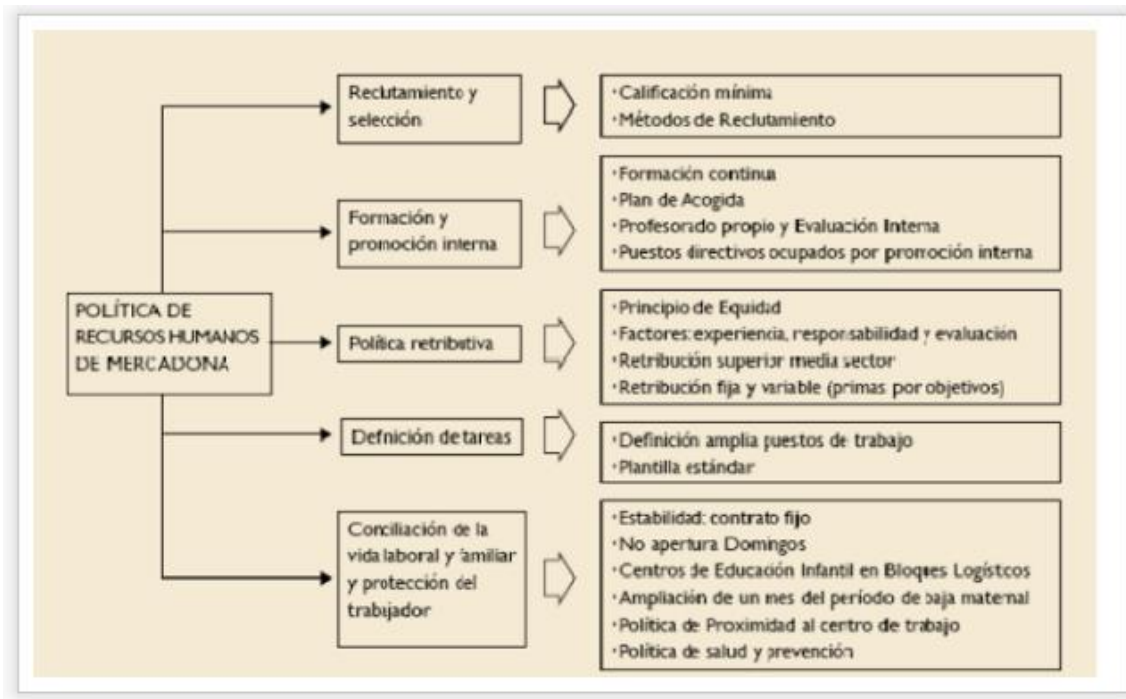 Reclutamiento y
selección
· Calificación mínima
· Métodos de Reclutamiento
Formación y
promoción interna
· Formación continua
· Plan de Acogida
· Profesorado propio y Evaluación Interna
· Puestos directivos ocupados por promoción interna
POLÍTICA DE
RECURSOS HUMANOS
DE MERCADONA
Política retributiva
· Principio de Equidad
· Factores: experiencia, responsabilidad y evaluación
· Retribución superior media sector
· Retribución fija y variable (primas por objetivos)
Definición de tareas
· Definición amplia puestos de trabajo
· Plantilla estándar
Conciliación de la
vida laboral y familiar
y protección del
trabajador
· Estabilidad: contrato fijo
· No apertura Domingos
· Centros de Educación Infantil en Bloques Logísticos
· Ampliación de un mes del período de baja maternal
· Política de Proximidad al centro de trabajo
· Política de salud y prevención